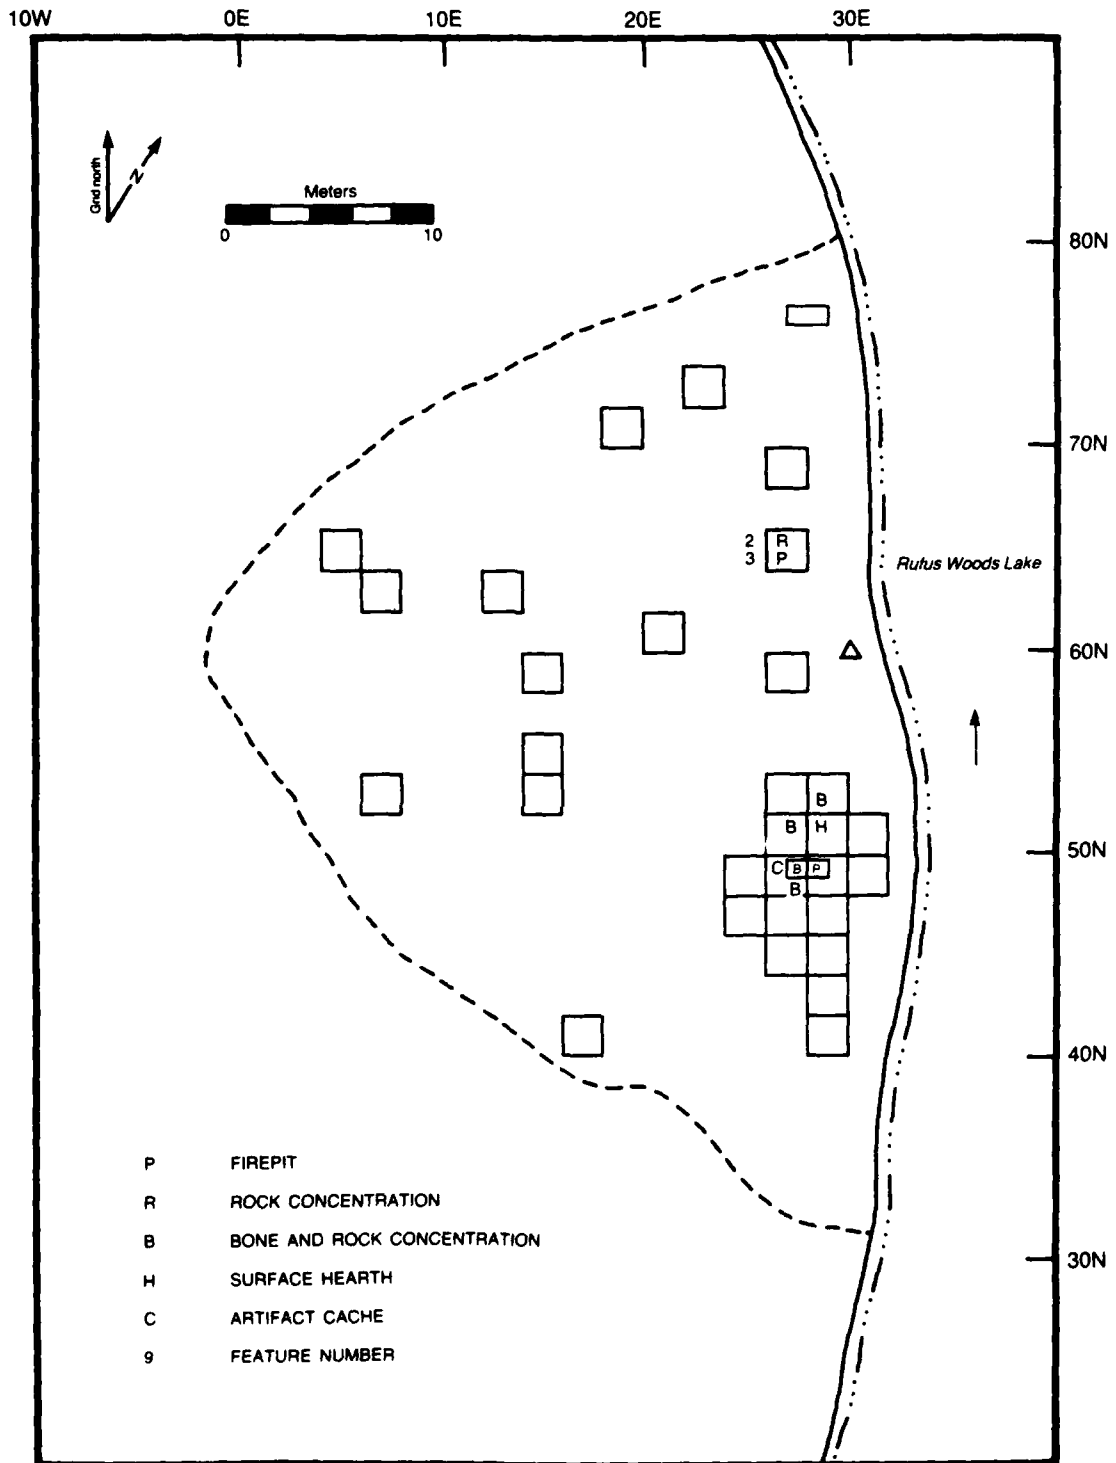 10W 0E 10E 20E 30E
Grid north
N
Meters
0 10
80N
70N
2 R
3 P
Rufus Woods Lake
60N
B
B H
50N
C B P
B
40N
P FIREPIT
R ROCK CONCENTRATION
B BONE AND ROCK CONCENTRATION
30N
H SURFACE HEARTH
C ARTIFACT CACHE
9 FEATURE NUMBER